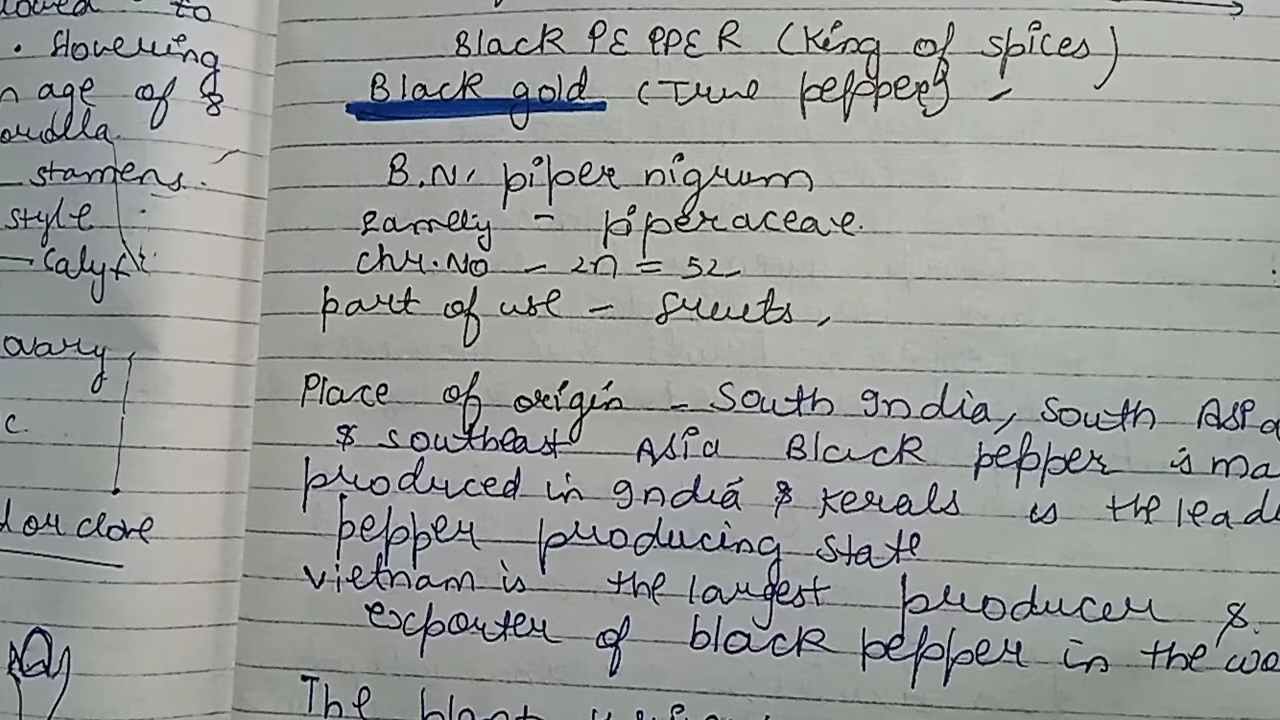 lowed to
. flowering
n age of 8
ordlla.
stamens.
style
calyx
ovary
c.
d or clove
Black PEPPER (King of spices)
Black gold (True pepper)
B.N. piper nigrum
Family - piperaceae.
chr.No - 2n = 52
part of use - fruits,
Place of origin - South India, South Asia
& southeast Asia Black pepper is ma
produced in India & Kerals is the lead
pepper producing state
vietnam is the largest producer &
exporter of black pepper in the wo
The